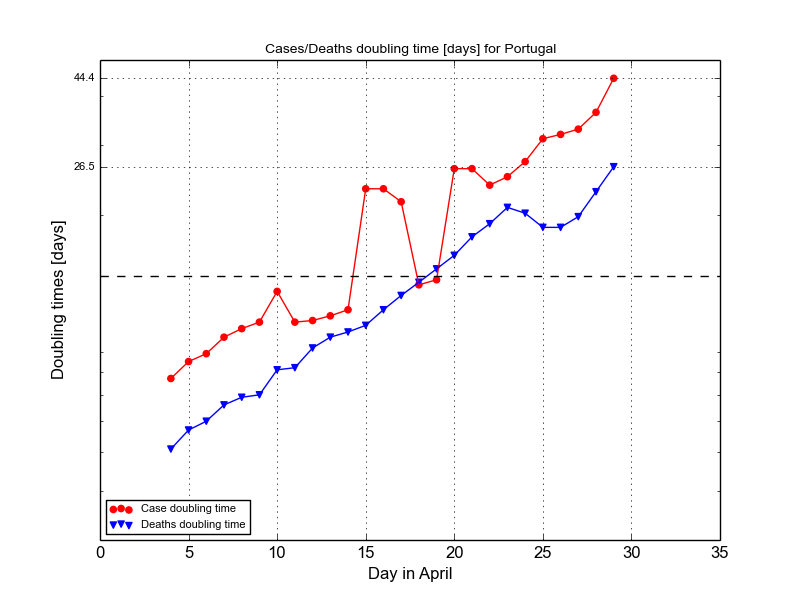 Cases/Deaths doubling time [days] for Portugal
44.4
26.5
Doubling times [days]
Case doubling time
Deaths doubling time
0 5 10 15 20 25 30 35
Day in April